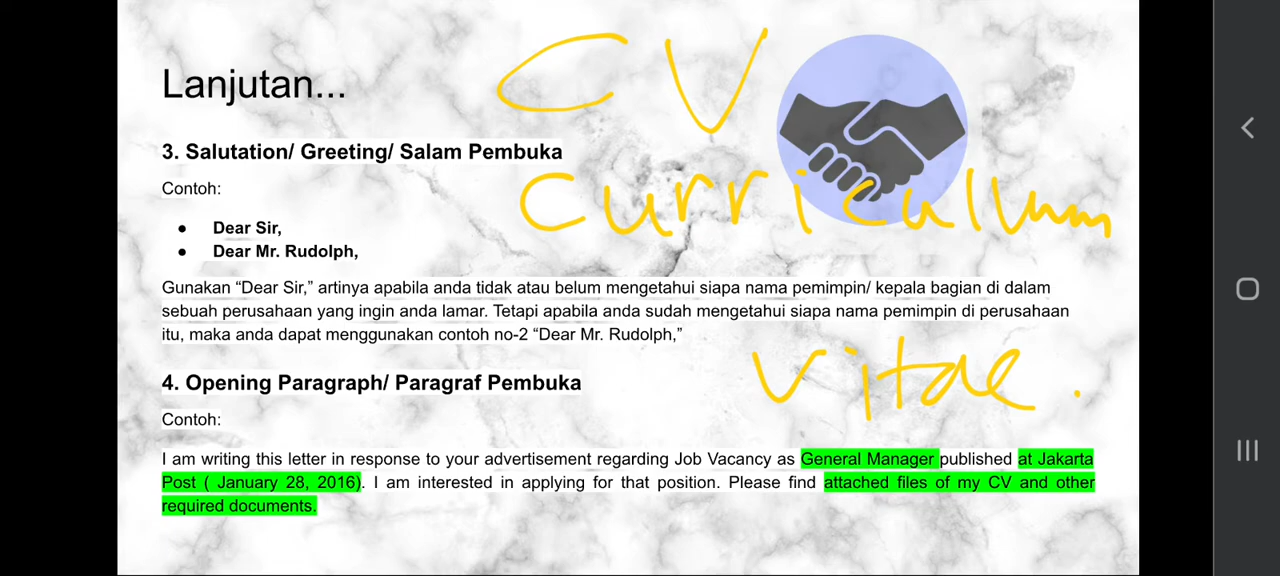 CV
Lanjutan...
3. Salutation/ Greeting/ Salam Pembuka
Contoh:
Curricullum
● Dear Sir,
● Dear Mr. Rudolph,
Gunakan “Dear Sir,” artinya apabila anda tidak atau belum mengetahui siapa nama pemimpin/ kepala bagian di dalam
sebuah perusahaan yang ingin anda lamar. Tetapi apabila anda sudah mengetahui siapa nama pemimpin di perusahaan
itu, maka anda dapat menggunakan contoh no-2 “Dear Mr. Rudolph,”
Vitae.
4. Opening Paragraph/ Paragraf Pembuka
Contoh:
I am writing this letter in response to your advertisement regarding Job Vacancy as General Manager published at Jakarta
Post ( January 28, 2016). I am interested in applying for that position. Please find attached files of my CV and other
required documents.